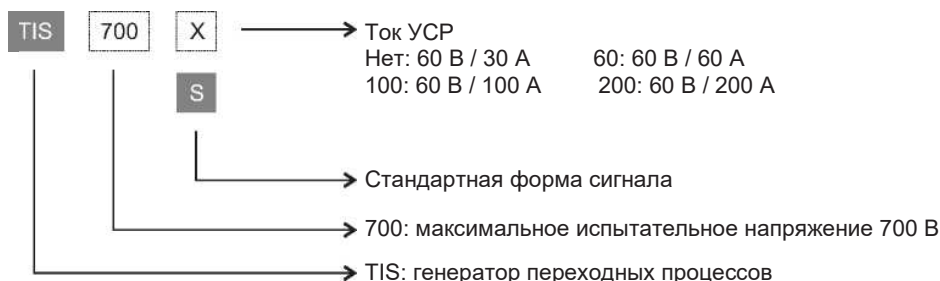 TIS 700 X Ток УСР
Нет: 60 В / 30 А 60: 60 В / 60 А
100: 60 В / 100 А 200: 60 В / 200 А
S
Стандартная форма сигнала
700: максимальное испытательное напряжение 700 В
TIS: генератор переходных процессов